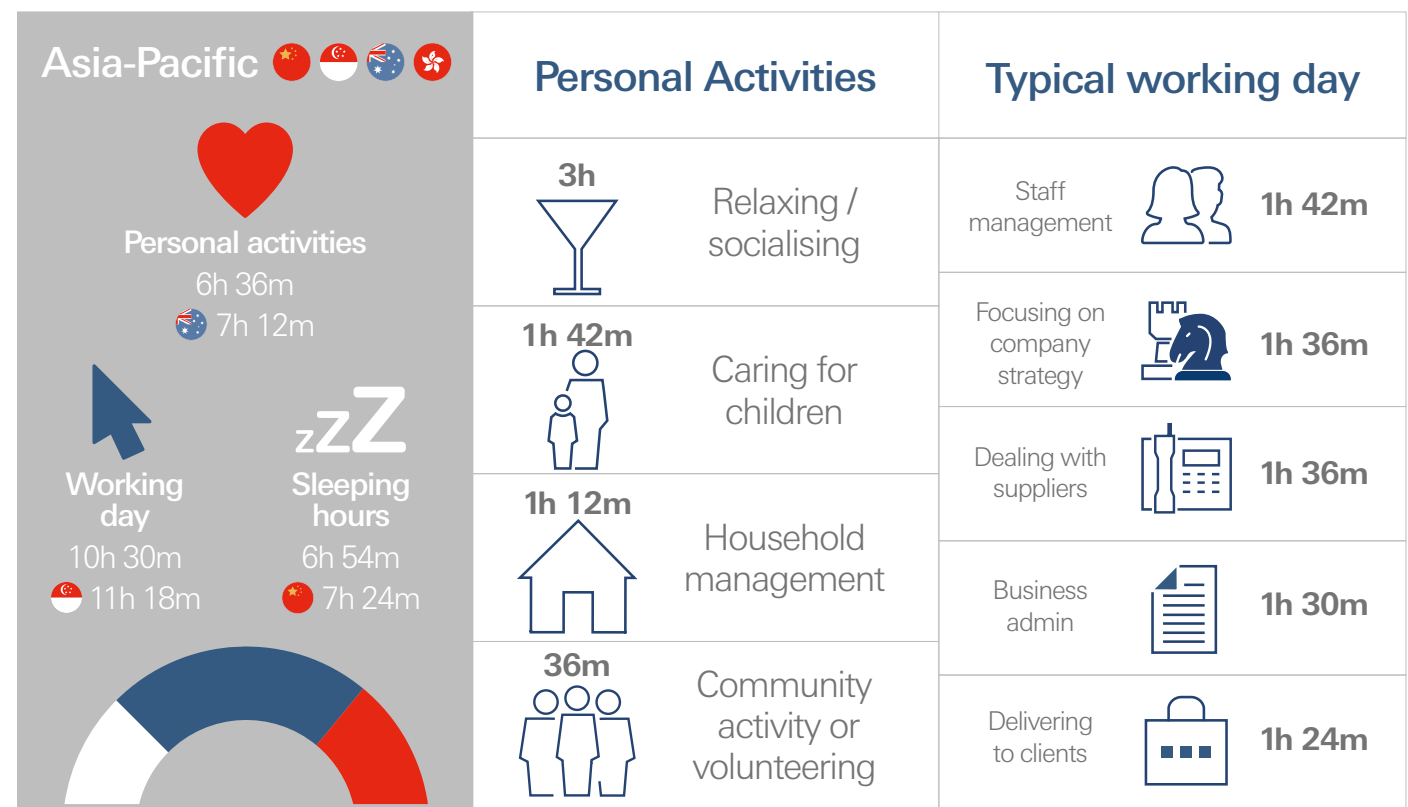 Asia-Pacific
Personal activities
6h 36m
7h 12m
zzZ
Working
day
10h 30m
11h 18m
Sleeping
hours
6h 54m
7h 24m
Personal Activities
3h
Relaxing /
socialising
1h 42m
Caring for
children
1h 12m
Household
management
36m
Community
activity or
volunteering
Typical working day
Staff
management
1h 42m
Focusing on
company
strategy
1h 36m
Dealing with
suppliers
1h 36m
Business
admin
1h 30m
Delivering
to clients
1h 24m